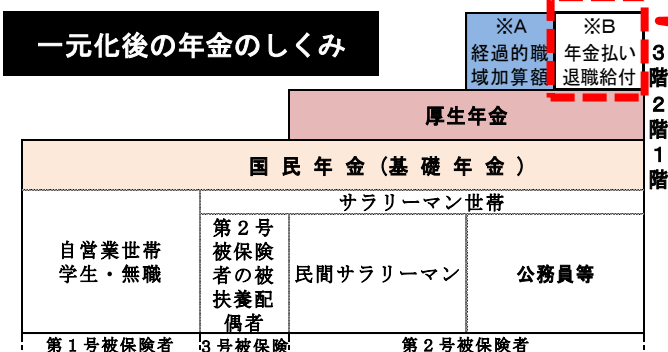 一元化後の年金のしくみ
※A
経過的職
域加算額
※B
年金払い
退職給付
3
階
2
階
1
階
厚生年金
国民年金(基礎年金)
サラリーマン世帯
自営業世帯
学生・無職
第2号
被保険
者の被
扶養配
偶者
民間サラリーマン
公務員等
第1号被保険者
3号被保険
第2号被保険者